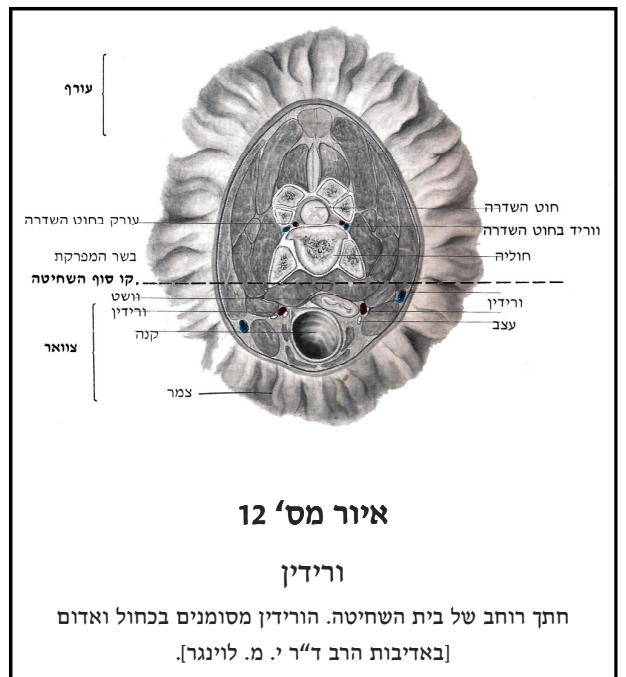 עורף
חוט השדרה
עורק בחוט השדרה
ווריד בחוט השדרה
בשר המפרקת
חוליה
קו סוף השחיטה.
וושט
ורידין
ורידין
עצב
קנה
צוואר
צמר
איור מס‘ 12
ורידין
חתך רוחב של בית השחיטה. הורידין מסומנים בכחול ואדום
[באדיבות הרב ד“ר י. מ. לוינגר].